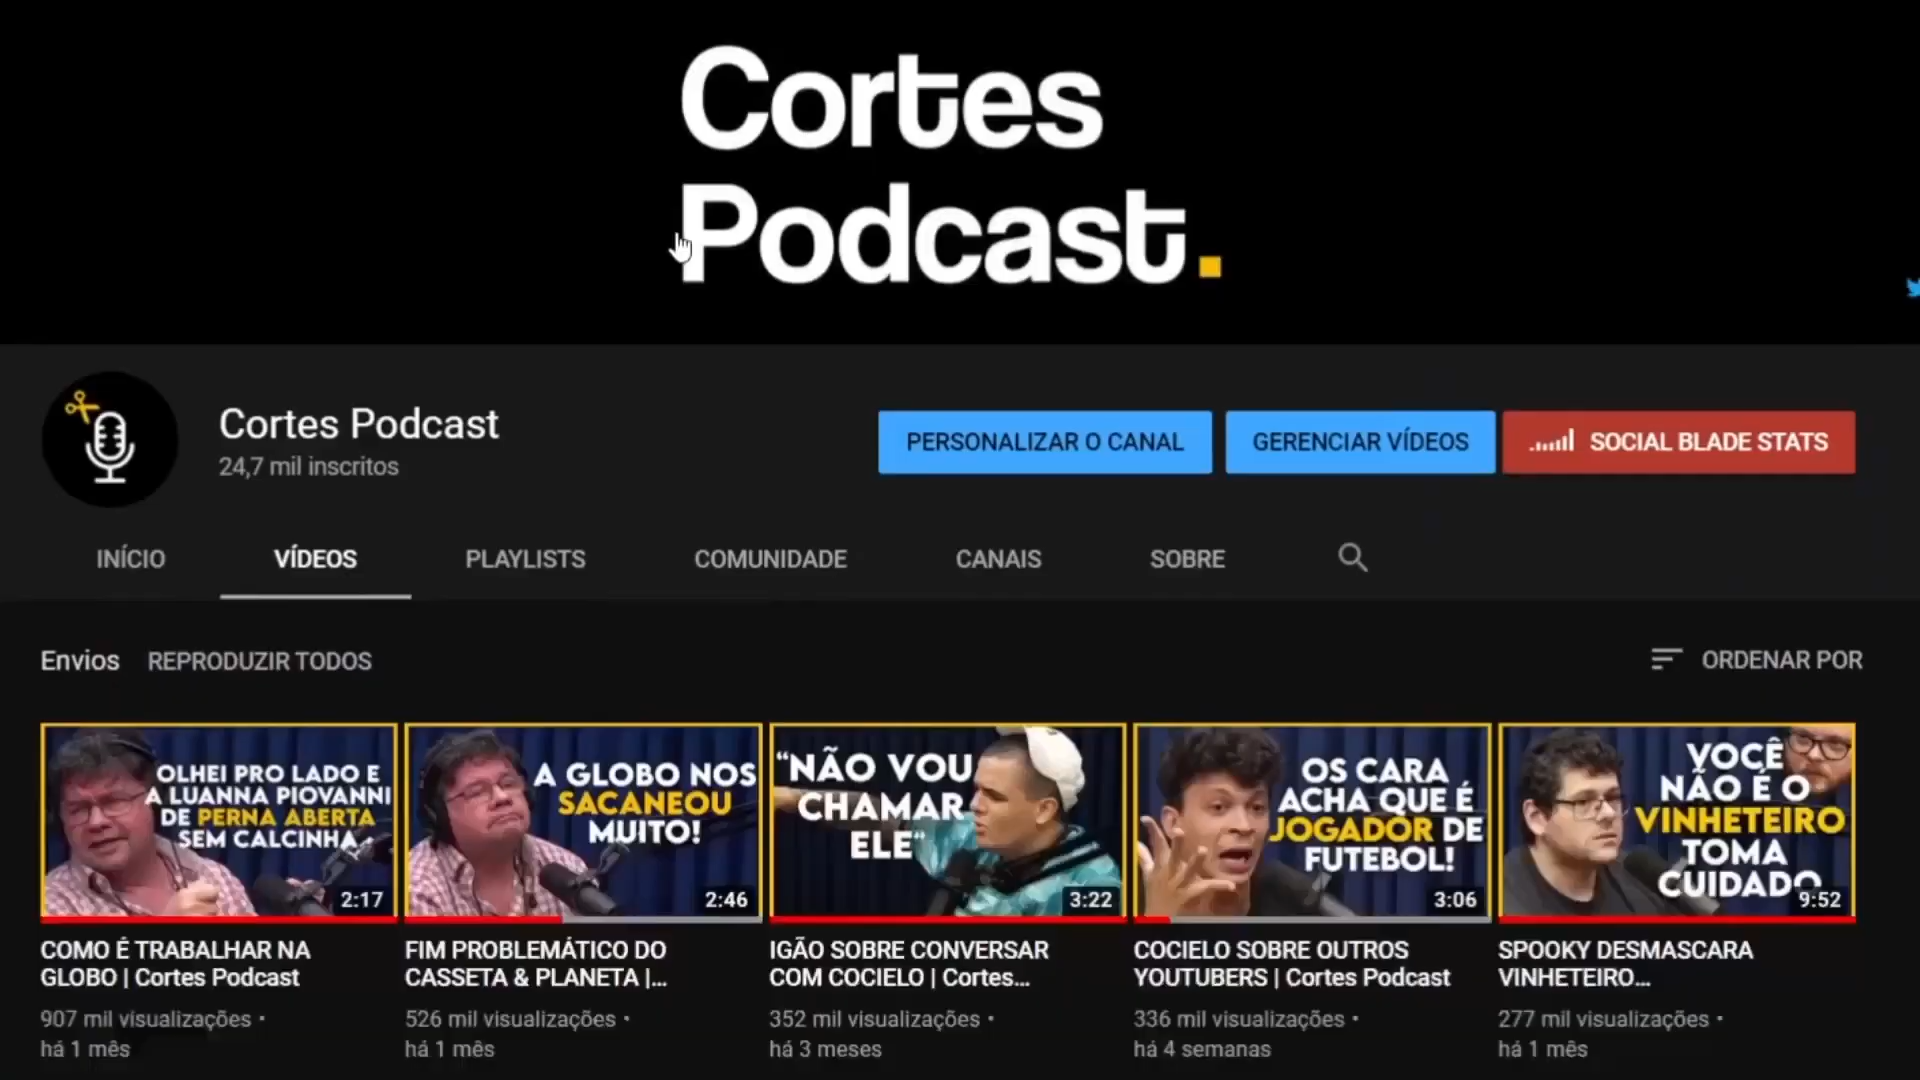 Cortes
Podcast.
Cortes Podcast
24,7 mil inscritos
PERSONALIZAR O CANAL
GERENCIAR VÍDEOS
SOCIAL BLADE STATS
INÍCIO
VÍDEOS
PLAYLISTS
COMUNIDADE
CANAIS
SOBRE
Envios
REPRODUZIR TODOS
ORDENAR POR
OLHEI PRO LADO E
A LUANNA PIOVANNI
DE PERNA ABERTA
SEM CALCINHA
2:17
A GLOBO NOS
SACANEOU
MUITO!
2:46
“NÃO VOU
CHAMAR
ELE“
3:22
OS CARA
ACHA QUE É
JOGADOR DE
FUTEBOL!
3:06
VOCÊ
NÃO É O
VINHETEIRO
TOMA
CUIDADO
9:52
COMO É TRABALHAR NA
GLOBO | Cortes Podcast
907 mil visualizações •
há 1 mês
FIM PROBLEMÁTICO DO
CASSETA & PLANETA |...
526 mil visualizações •
há 1 mês
IGÃO SOBRE CONVERSAR
COM COCIELO | Cortes...
352 mil visualizações •
há 3 meses
COCIELO SOBRE OUTROS
YOUTUBERS | Cortes Podcast
336 mil visualizações •
há 4 semanas
SPOOKY DESMASCARA
VINHETEIRO...
277 mil visualizações •
há 1 mês